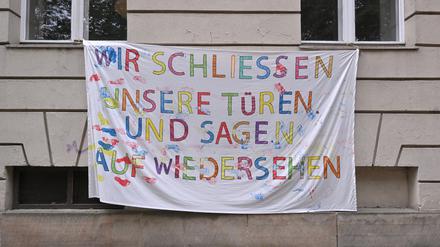 WIR SCHLIESSEN
UNSERE TÜREN
UND SAGEN
AUF WIEDERSEHEN